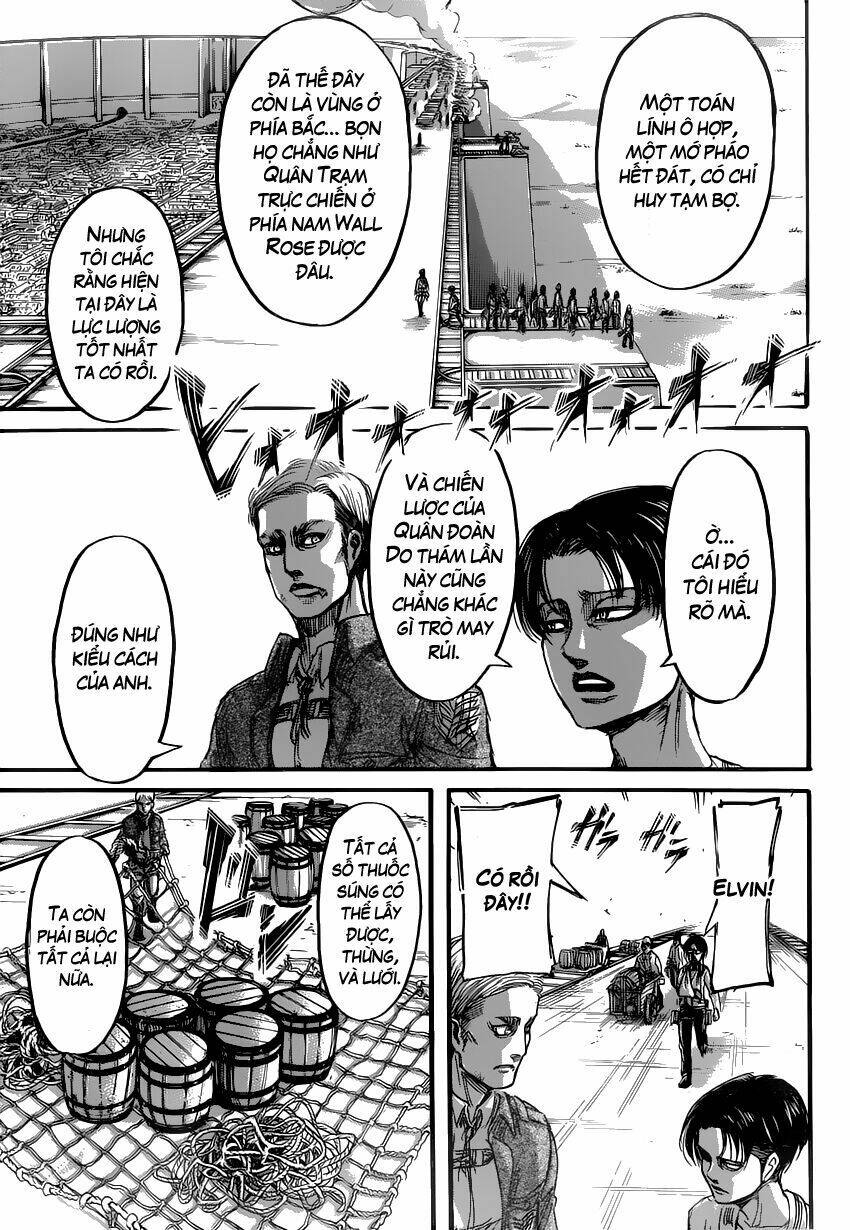 MỘT TOÁN
LÍNH Ô HỢP,
MỘT MỚ PHÁO
HẾT ĐÁT, CÓ CHỈ
HUY TẠM BỢ.
ĐÃ THẾ ĐÂY
CÒN LÀ VÙNG Ở
PHÍA BẮC... BỌN
HỌ CHẲNG NHƯ
QUÂN TRẠM
TRỰC CHIẾN Ở
PHÍA NAM WALL
ROSE ĐƯỢC
ĐÂU.
NHƯNG
TÔI CHẮC
RẰNG HIỆN
TẠI ĐÂY LÀ
LỰC LƯỢNG
TỐT NHẤT
TA CÓ RỒI.
Ờ...
CÁI ĐÓ
TÔI HIỂU
RÕ MÀ.
VÀ CHIẾN
LƯỢC CỦA
QUÂN ĐOÀN
DO THÁM LẦN
NÀY CŨNG
CHẲNG KHÁC
GÌ TRÒ MAY
RỦI.
ĐÚNG NHƯ
KIỂU CÁCH
CỦA ANH.
ELVIN!
CÓ RỒI
ĐÂY!!
TẤT CẢ
SỐ THUỐC
SÚNG CÓ
THỂ LẤY
ĐƯỢC,
THÙNG,
VÀ LƯỚI.
TA CÒN
PHẢI BUỘC
TẤT CẢ LẠI
NỮA.